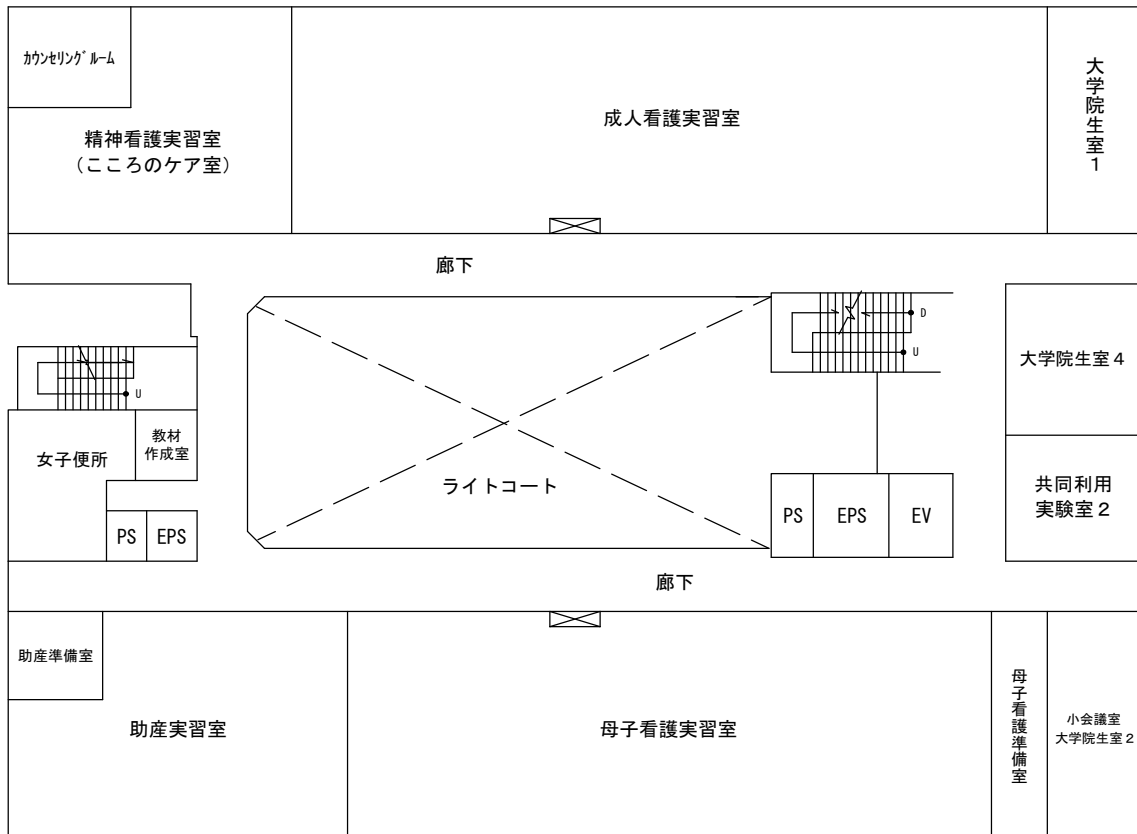 ｶｳﾝｾﾘﾝｸﾞﾙｰﾑ
精神看護実習室
（こころのケア室）
成人看護実習室
大学院生室１
廊下
D
U
U
大学院生室４
女子便所
教材
作成室
ライトコート
共同利用
実験室２
PS
EPS
PS
EPS
EV
廊下
助産準備室
助産実習室
母子看護実習室
母子看護準備室
小会議室
大学院生室２